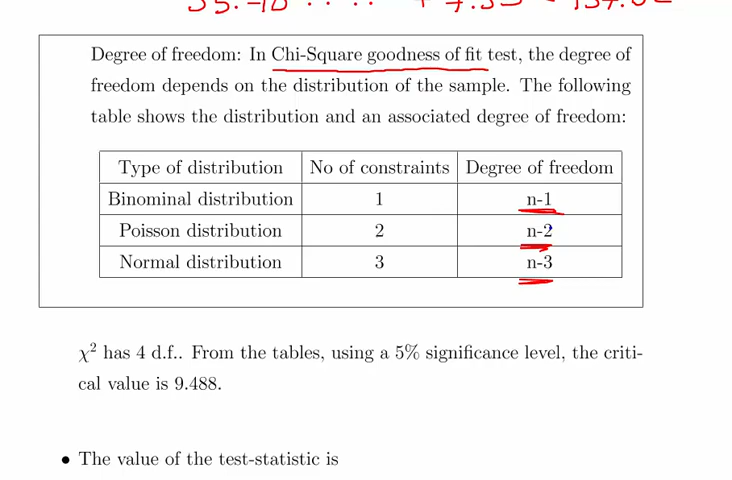 Degree of freedom: In Chi-Square goodness of fit test, the degree of
freedom depends on the distribution of the sample. The following
table shows the distribution and an associated degree of freedom:
Type of distribution No of constraints Degree of freedom
Binominal distribution 1 n-1
Poisson distribution 2 n-2
Normal distribution 3 n-3
χ² has 4 d.f.. From the tables, using a 5% significance level, the criti-
cal value is 9.488.
• The value of the test-statistic is